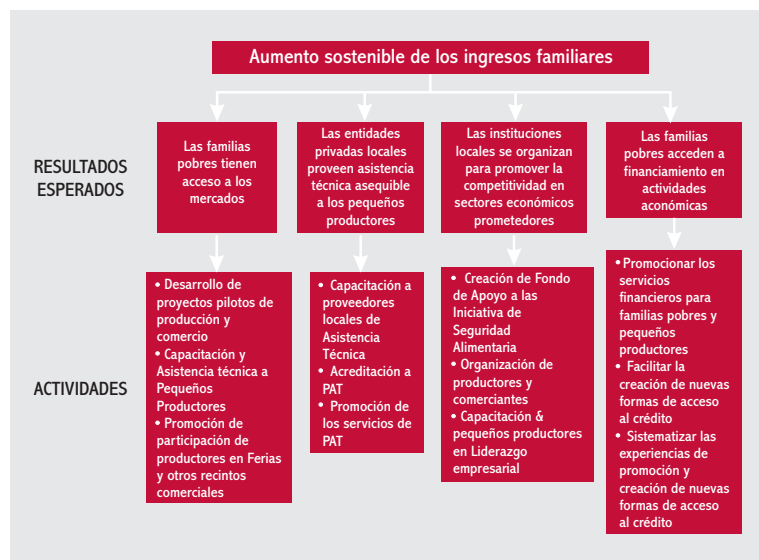 Aumento sostenible de los ingresos familiares
RESULTADOS
ESPERADOS
Las familias
pobres tienen
acceso a los
mercados
Las entidades
privadas locales
proveen asistencia
técnica asequible
a los pequeños
productores
Las instituciones
locales se organizan
para promover la
competitividad en
sectores económicos
prometedores
Las familias
pobres acceden a
financiamiento en
actividades
aconómicas
ACTIVIDADES
• Desarrollo de
proyectos pilotos de
producción y
comercio
• Capacitación y
Asistencia técnica a
Pequeños
Productores
• Promoción de
participación de
productores en Ferias
y otros recintos
comerciales
• Capacitación a
proveedores
locales de
Asistencia
Técnica
• Acreditación a
PAT
• Promoción de
los servicios de
PAT
• Creación de Fondo
de Apoyo a las
Iniciativa de
Seguridad
Alimentaria
• Organización de
productores y
comerciantes
• Capacitación &
pequeños productores
en Liderazgo
empresarial
•Promocionar los
servicios
financieros para
familias pobres y
pequeños
productores
• Facilitar la
creación de nuevas
formas de acceso
al crédito
• Sistematizar las
experiencias de
promoción y
creación de nuevas
formas de acceso
al crédito